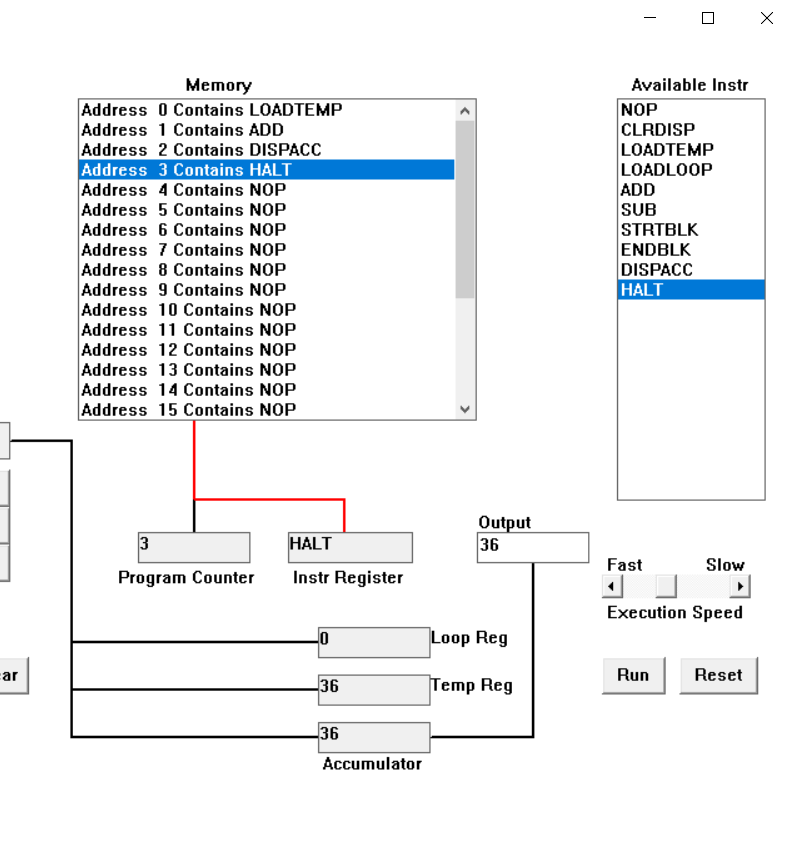 Memory
Address 0 Contains LOADTEMP
Address 1 Contains ADD
Address 2 Contains DISPACC
Address 3 Contains HALT
Address 4 Contains NOP
Address 5 Contains NOP
Address 6 Contains NOP
Address 7 Contains NOP
Address 8 Contains NOP
Address 9 Contains NOP
Address 10 Contains NOP
Address 11 Contains NOP
Address 12 Contains NOP
Address 13 Contains NOP
Address 14 Contains NOP
Address 15 Contains NOP
Available Instr
NOP
CLRDISP
LOADTEMP
LOADLOOP
ADD
SUB
STRTBLK
ENDBLK
DISPACC
HALT
3
Program Counter
HALT
Instr Register
Output
36
Fast Slow
Execution Speed
0 Loop Reg
36 Temp Reg
36
Accumulator
ar
Run Reset